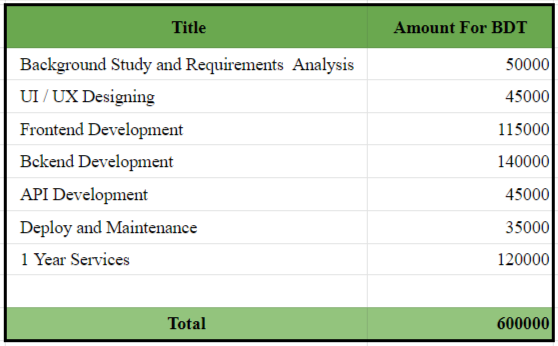 Title Amount For BDT
Background Study and Requirements Analysis 50000
UI / UX Designing 45000
Frontend Development 115000
Bckend Development 140000
API Development 45000
Deploy and Maintenance 35000
1 Year Services 120000
Total 600000